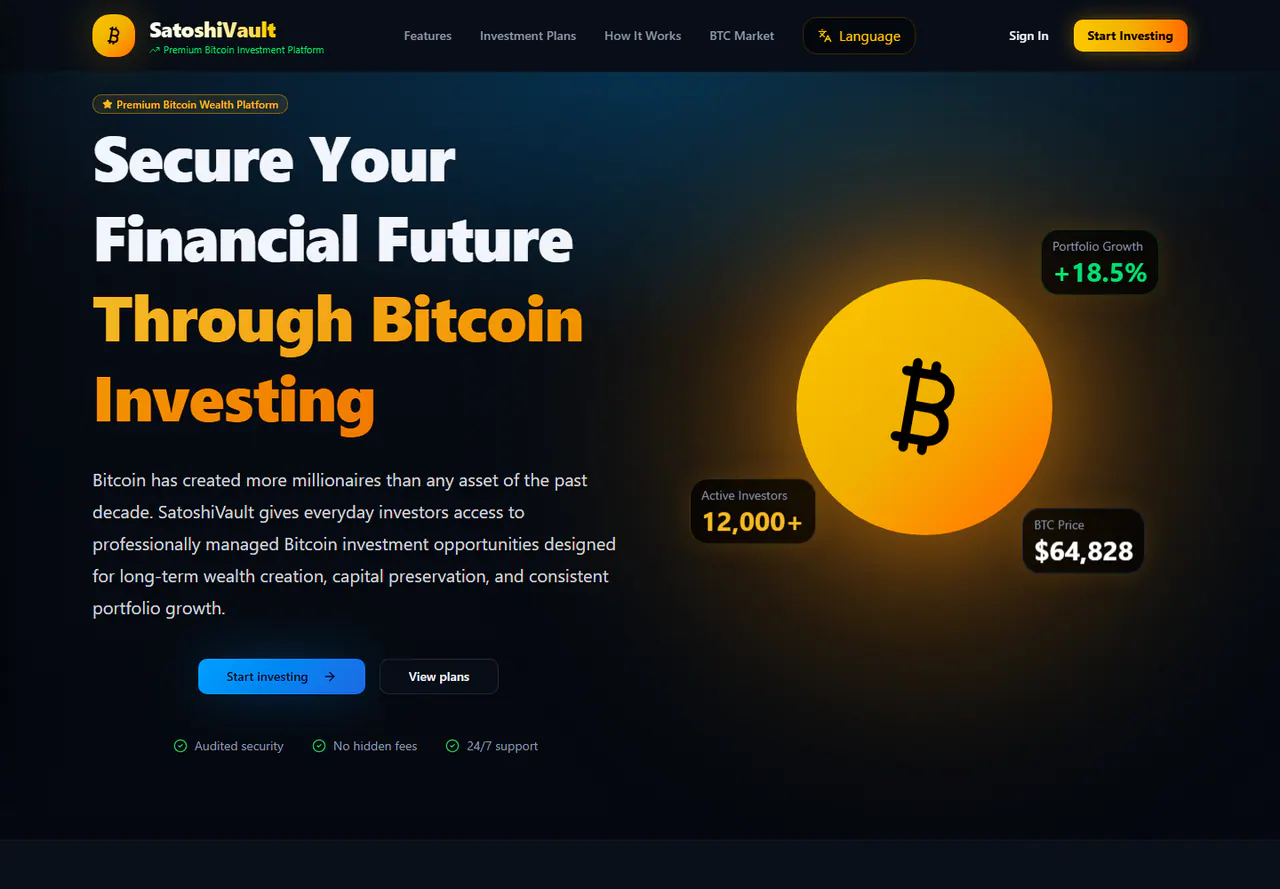 SatoshiVault
Premium Bitcoin Investment Platform
Features
Investment Plans
How It Works
BTC Market
Language
Sign In
Start Investing
Premium Bitcoin Wealth Platform
Secure Your
Financial Future
Through Bitcoin
Investing
Bitcoin has created more millionaires than any asset of the past
decade. SatoshiVault gives everyday investors access to
professionally managed Bitcoin investment opportunities designed
for long-term wealth creation, capital preservation, and consistent
portfolio growth.
Start investing
View plans
Audited security
No hidden fees
24/7 support
Portfolio Growth
+18.5%
Active Investors
12,000+
BTC Price
$64,828